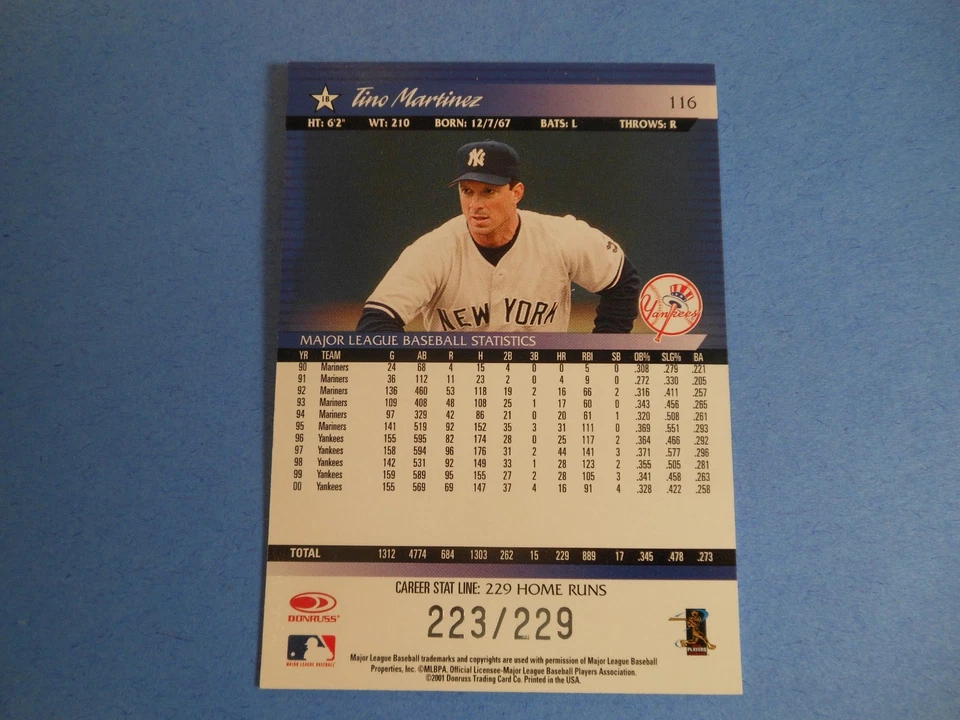 18 Tino Martinez 116
HT: 6'2" WT: 210 BORN: 12/7/67 BATS: L THROWS: R
NY
NEW YORK
Yankees
MAJOR LEAGUE BASEBALL STATISTICS
YR TEAM G AB R H 2B 3B HR RBI SB OB% SLG% BA
90 Mariners 24 68 4 15 4 0 0 5 0 .308 .279 .221
91 Mariners 36 112 11 23 2 0 4 9 0 .272 .330 .205
92 Mariners 136 460 53 118 19 2 16 66 2 .316 .411 .257
93 Mariners 109 408 48 108 25 1 17 60 0 .343 .456 .265
94 Mariners 97 329 42 86 21 0 20 61 1 .320 .508 .261
95 Mariners 141 519 92 152 35 3 31 111 0 .369 .551 .293
96 Yankees 155 595 82 174 28 0 25 117 2 .364 .466 .292
97 Yankees 158 594 96 176 31 2 44 141 3 .371 .577 .296
98 Yankees 142 531 92 149 33 1 28 123 2 .355 .505 .281
99 Yankees 159 589 95 155 27 2 28 105 3 .341 .458 .263
00 Yankees 155 569 69 147 37 4 16 91 4 .328 .422 .258
TOTAL 1312 4774 684 1303 262 15 229 889 17 .345 .478 .273
CAREER STAT LINE: 229 HOME RUNS
223/229
DONRUSS
MAJOR LEAGUE BASEBALL
PLAYERS
Major League Baseball trademarks and copyrights are used with permission of Major League Baseball
Properties, Inc. ©MLBPA. Official Licensee-Major League Baseball Players Association.
©2001 Donruss Trading Card Co. Printed in the USA.